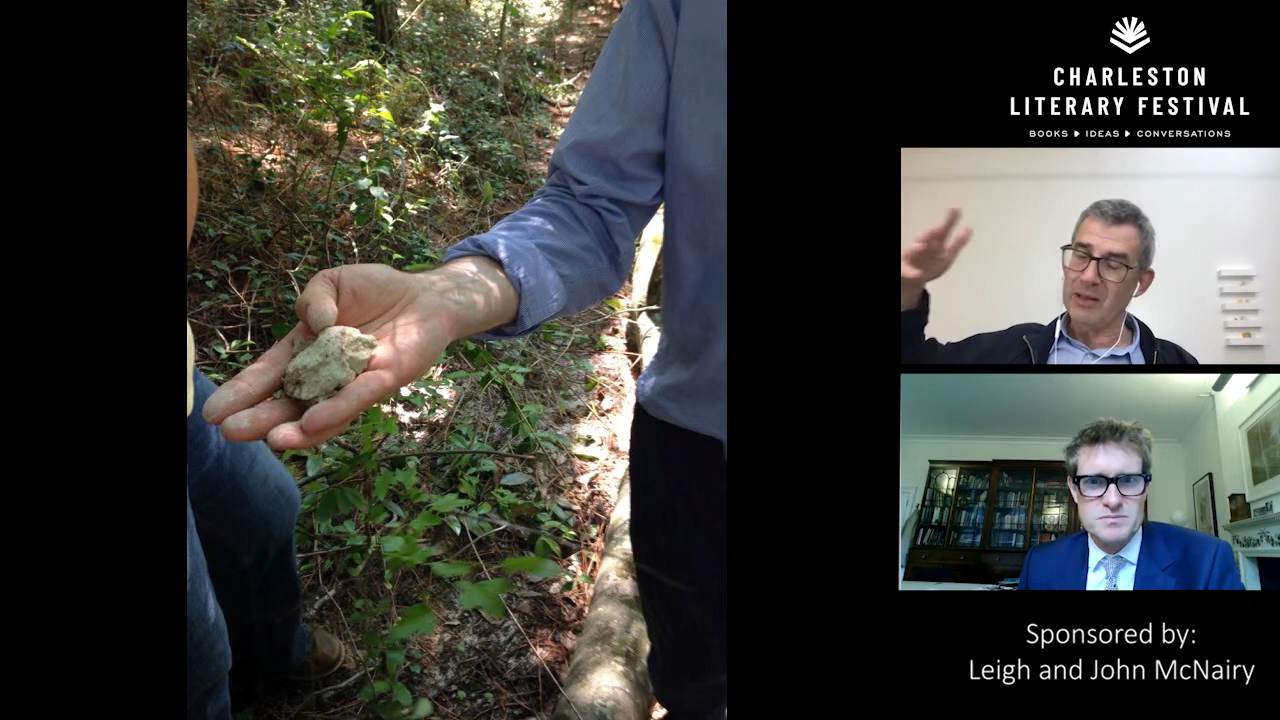 CHARLESTON
LITERARY FESTIVAL
BOOKS ▶ IDEAS ▶ CONVERSATIONS
Sponsored by:
Leigh and John McNairy